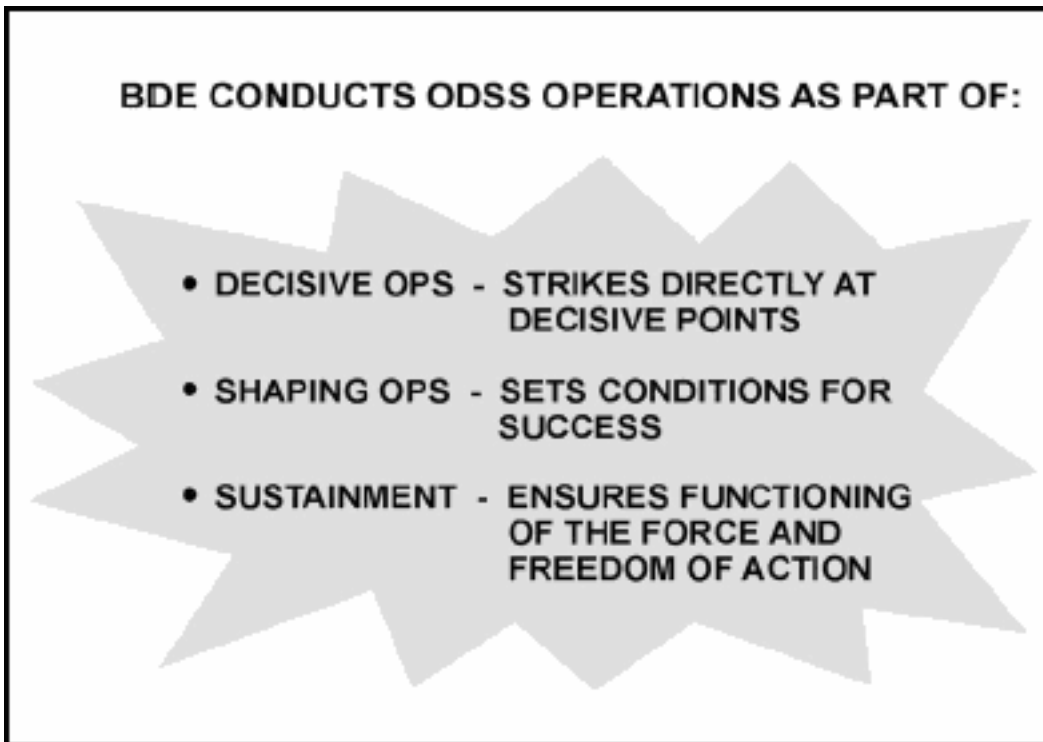 BDE CONDUCTS ODSS OPERATIONS AS PART OF:
• DECISIVE OPS - STRIKES DIRECTLY AT
DECISIVE POINTS
• SHAPING OPS - SETS CONDITIONS FOR
SUCCESS
• SUSTAINMENT - ENSURES FUNCTIONING
OF THE FORCE AND
FREEDOM OF ACTION